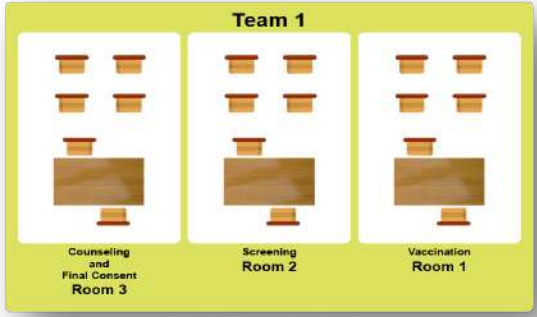 Team 1
Counseling
and
Final Consent
Room 3
Screening
Room 2
Vaccination
Room 1